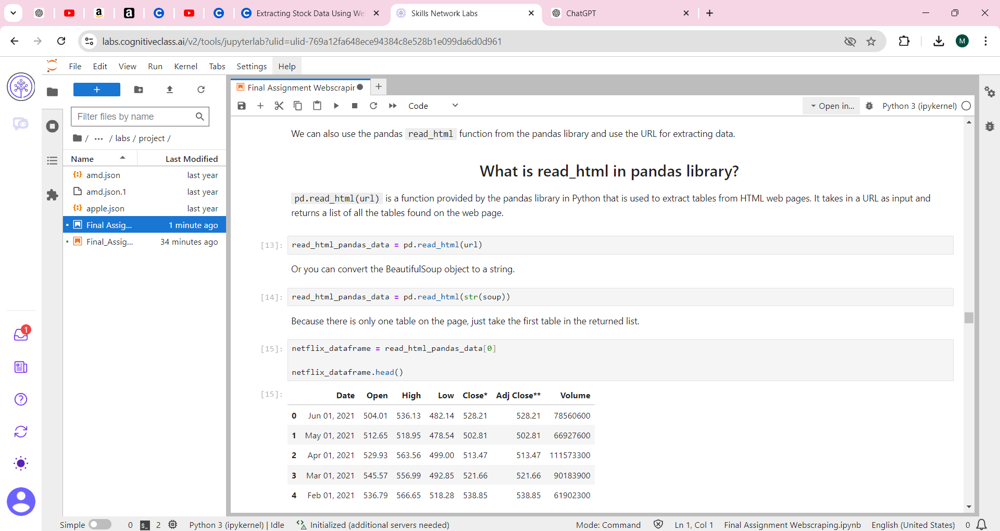 Extracting Stock Data Using We
Skills Network Labs
ChatGPT
labs.cognitiveclass.ai/v2/tools/jupyterlab?ulid=ulid-769a12fa648ece94384c8e528b1e099da6d0d961
M
File Edit View Run Kernel Tabs Settings Help
Final Assignment Webscrapir
Code
Open in...
Python 3 (ipykernel)
Filter files by name
/ ... / labs / project /
Name Last Modified
amd.json last year
amd.json.1 last year
apple.json last year
Final Assig... 1 minute ago
Final_Assig... 34 minutes ago
1
We can also use the pandas read_html function from the pandas library and use the URL for extracting data.
What is read_html in pandas library?
pd.read_html(url) is a function provided by the pandas library in Python that is used to extract tables from HTML web pages. It takes in a URL as input and
returns a list of all the tables found on the web page.
[13]: read_html_pandas_data = pd.read_html(url)
Or you can convert the BeautifulSoup object to a string.
[14]: read_html_pandas_data = pd.read_html(str(soup))
Because there is only one table on the page, just take the first table in the returned list.
[15]: netflix_dataframe = read_html_pandas_data[0]
netflix_dataframe.head()
[15]: Date Open High Low Close* Adj Close** Volume
0 Jun 01, 2021 504.01 536.13 482.14 528.21 528.21 78560600
1 May 01, 2021 512.65 518.95 478.54 502.81 502.81 66927600
2 Apr 01, 2021 529.93 563.56 499.00 513.47 513.47 111573300
3 Mar 01, 2021 545.57 556.99 492.85 521.66 521.66 90183900
4 Feb 01, 2021 536.79 566.65 518.28 538.85 538.85 61902300
Simple 0 2 Python 3 (ipykernel) | Idle Initialized (additional servers needed) Mode: Command Ln 1, Col 1 Final Assignment Webscraping.ipynb English (United States) 0